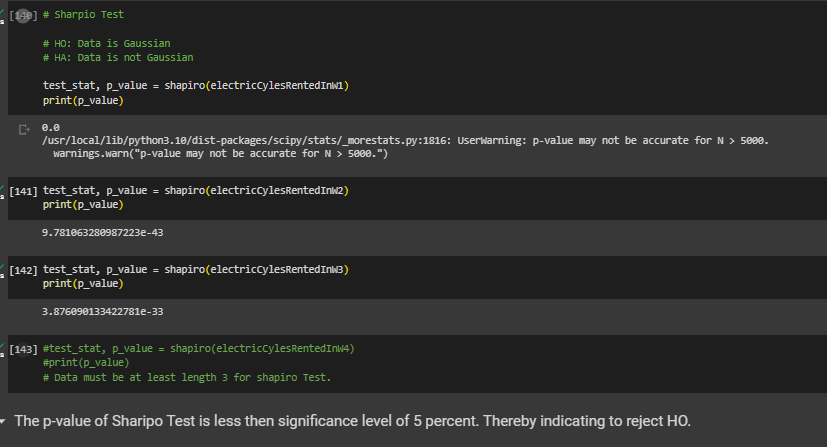 [140] # Sharpio Test
# HO: Data is Gaussian
# HA: Data is not Gaussian
test_stat, p_value = shapiro(electricCylesRentedInW1)
print(p_value)
0.0
/usr/local/lib/python3.10/dist-packages/scipy/stats/_morestats.py:1816: UserWarning: p-value may not be accurate for N > 5000.
warnings.warn("p-value may not be accurate for N > 5000.")
[141] test_stat, p_value = shapiro(electricCylesRentedInW2)
print(p_value)
9.781063280987223e-43
[142] test_stat, p_value = shapiro(electricCylesRentedInW3)
print(p_value)
3.876090133422781e-33
[143] #test_stat, p_value = shapiro(electricCylesRentedInW4)
#print(p_value)
# Data must be at least length 3 for shapiro Test.
The p-value of Sharipo Test is less then significance level of 5 percent. Thereby indicating to reject HO.